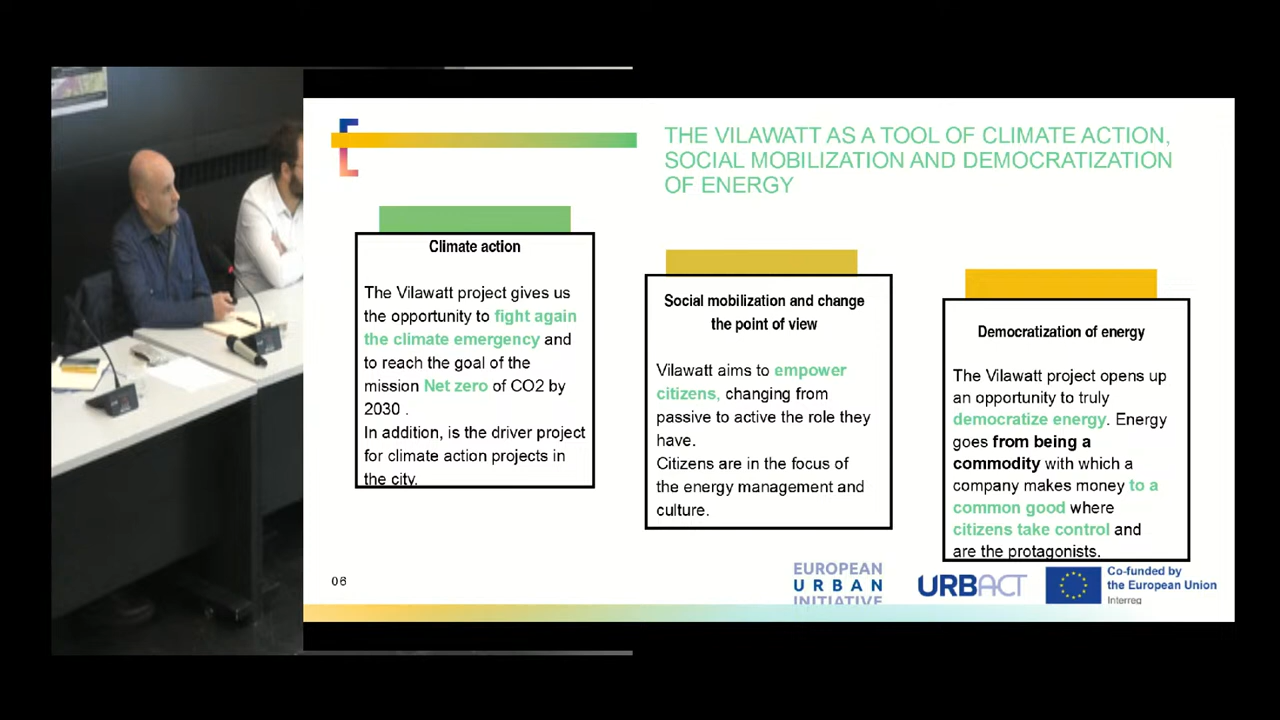 THE VILAWATT AS A TOOL OF CLIMATE ACTION,
SOCIAL MOBILIZATION AND DEMOCRATIZATION
OF ENERGY
Climate action
The Vilawatt project gives us
the opportunity to fight again
the climate emergency and
to reach the goal of the
mission Net zero of CO2 by
2030 .
In addition, is the driver project
for climate action projects in
the city.
Social mobilization and change
the point of view
Vilawatt aims to empower
citizens, changing from
passive to active the role they
have.
Citizens are in the focus of
the energy management and
culture.
Democratization of energy
The Vilawatt project opens up
an opportunity to truly
democratize energy. Energy
goes from being a
commodity with which a
company makes money to a
common good where
citizens take control and
are the protagonists.
06
EUROPEAN
URBAN
INITIATIVE
URBACT
Co-funded by
the European Union
Interreg